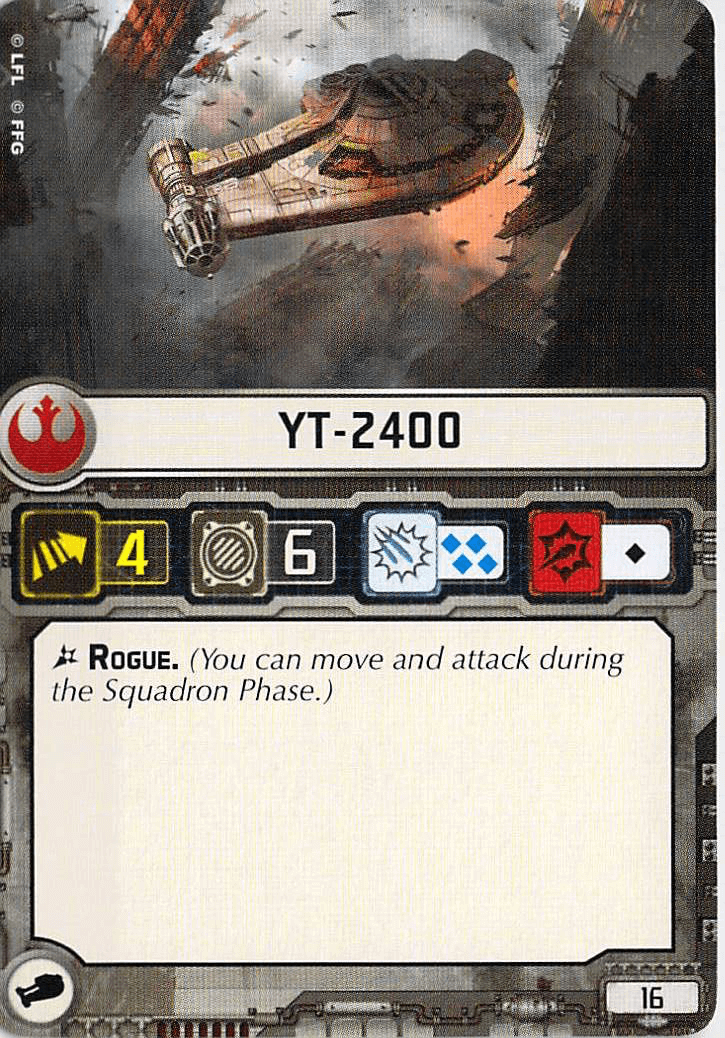 © LFL © FFG
YT-2400
4
6
ROGUE. (You can move and attack during
the Squadron Phase.)
16